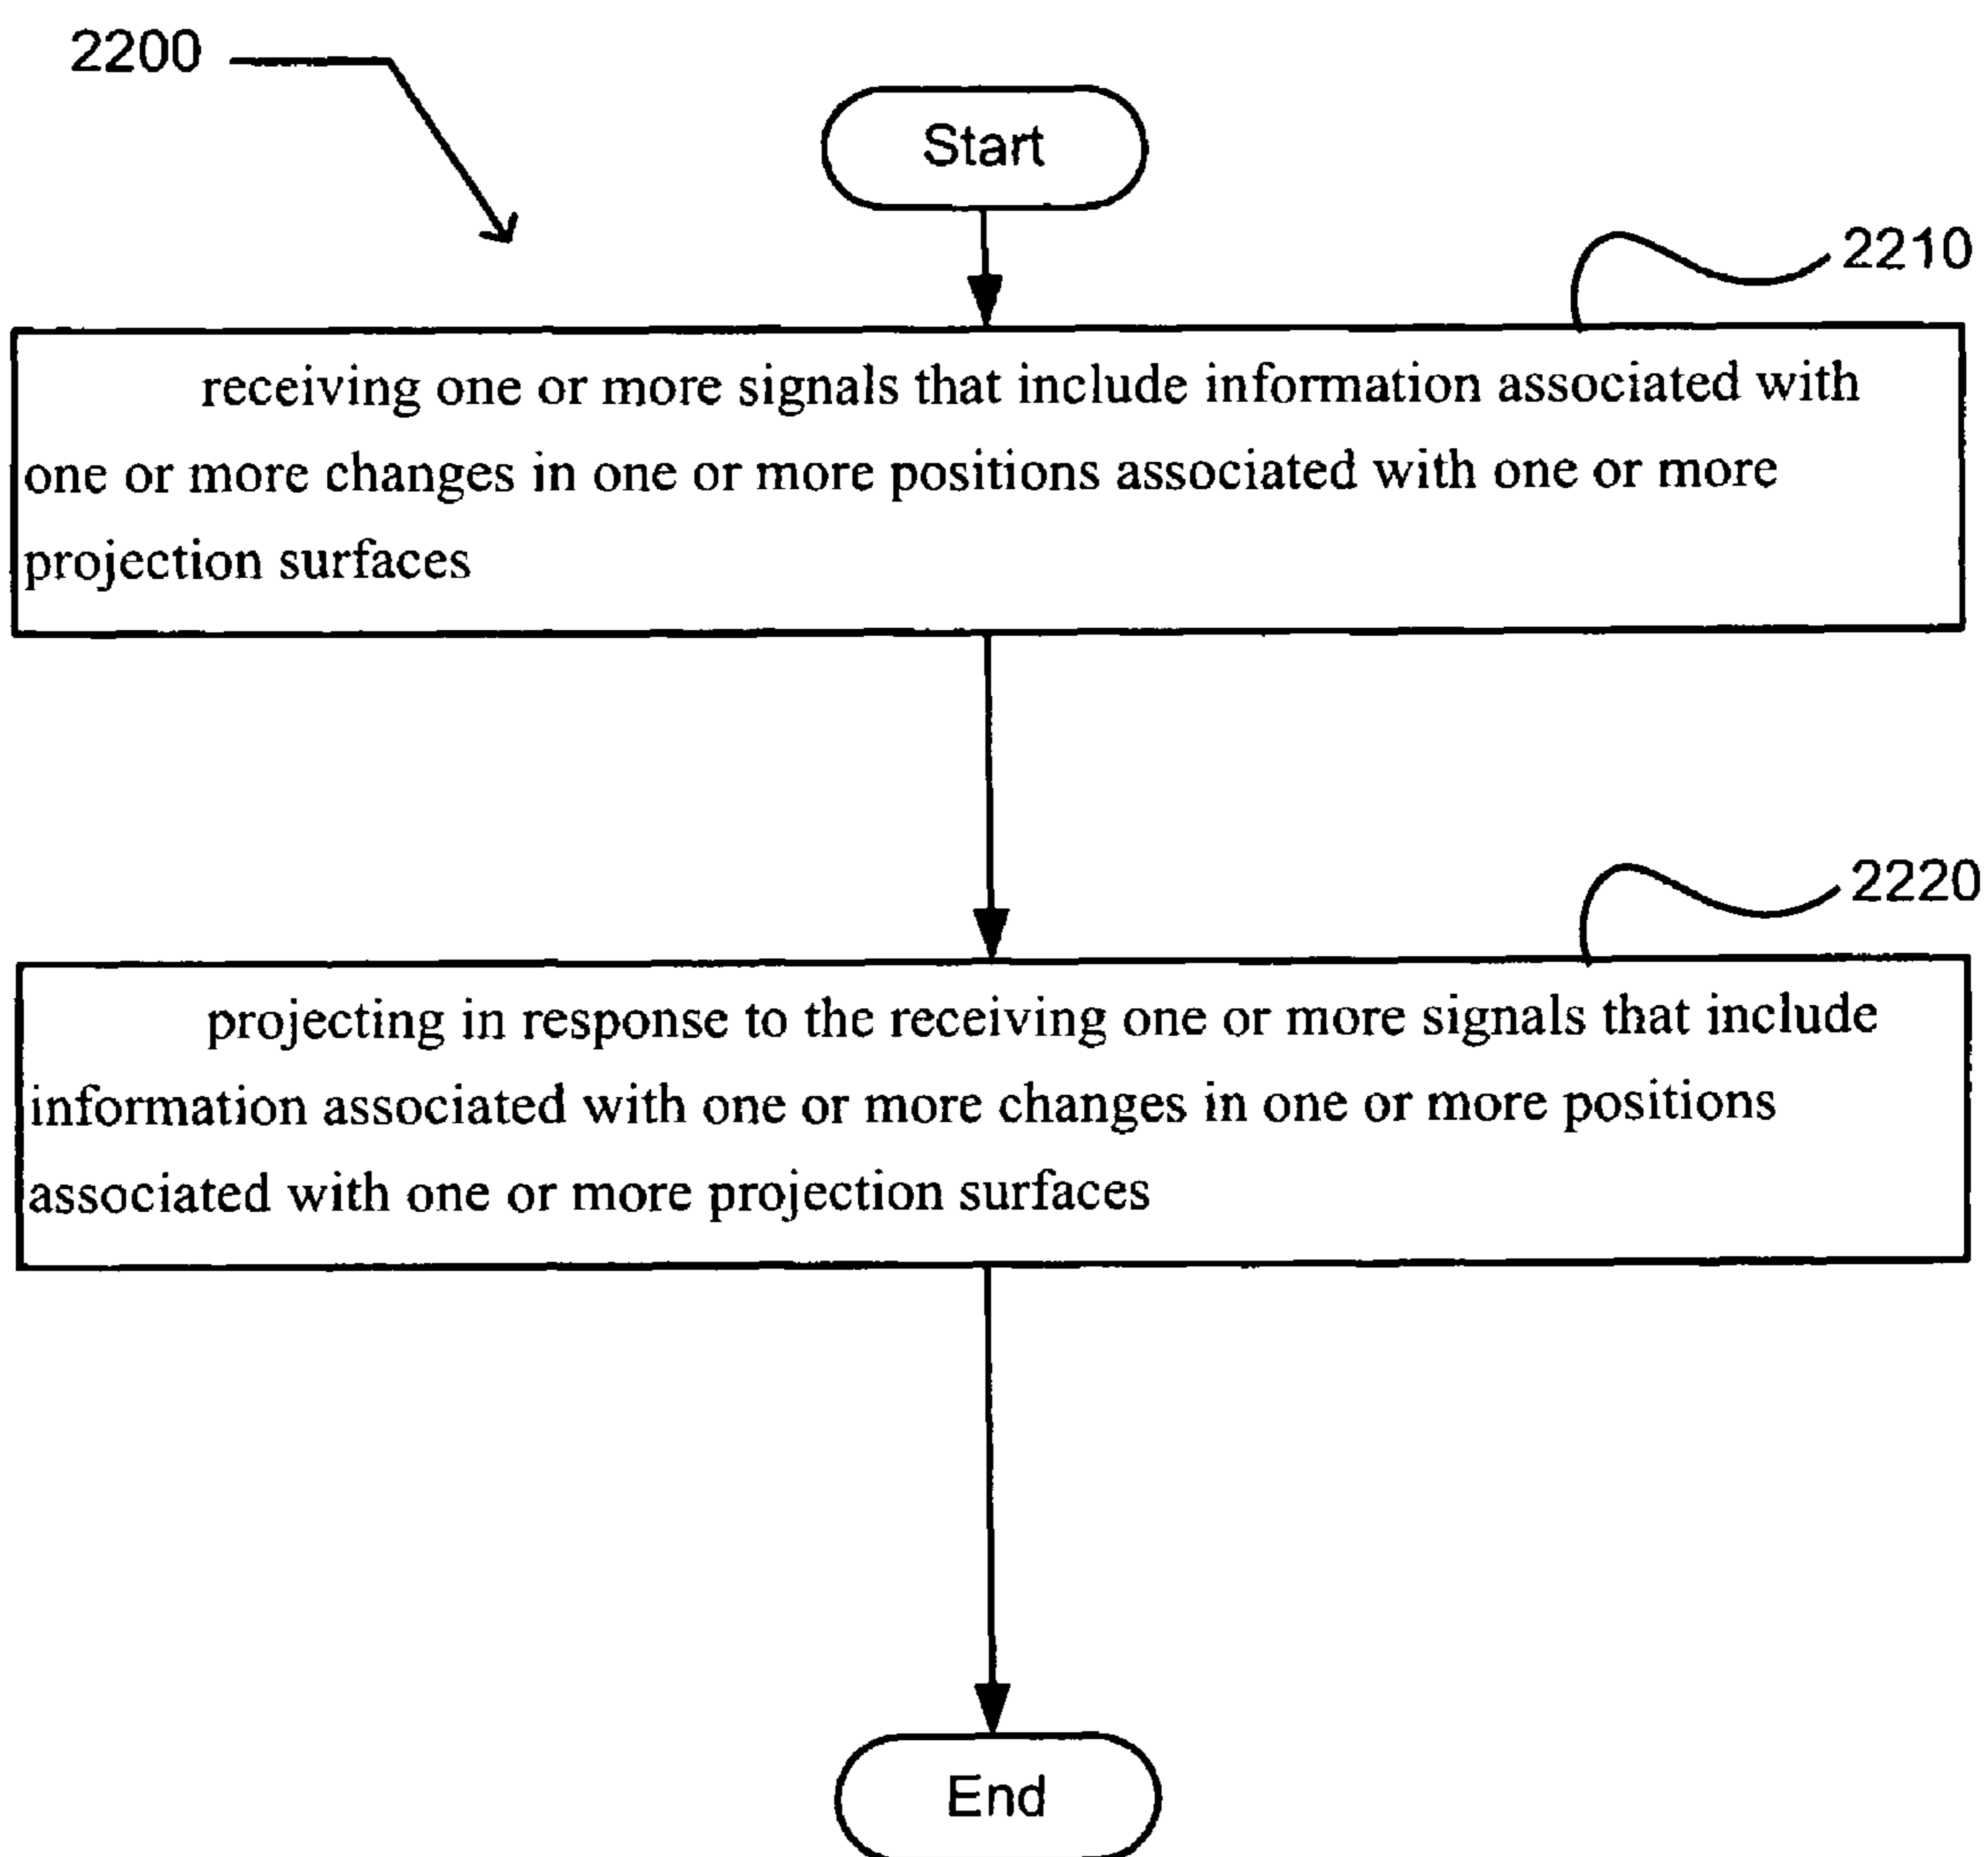 2200
Start
2210
receiving one or more signals that include information associated with
one or more changes in one or more positions associated with one or more
projection surfaces
2220
projecting in response to the receiving one or more signals that include
information associated with one or more changes in one or more positions
associated with one or more projection surfaces
End